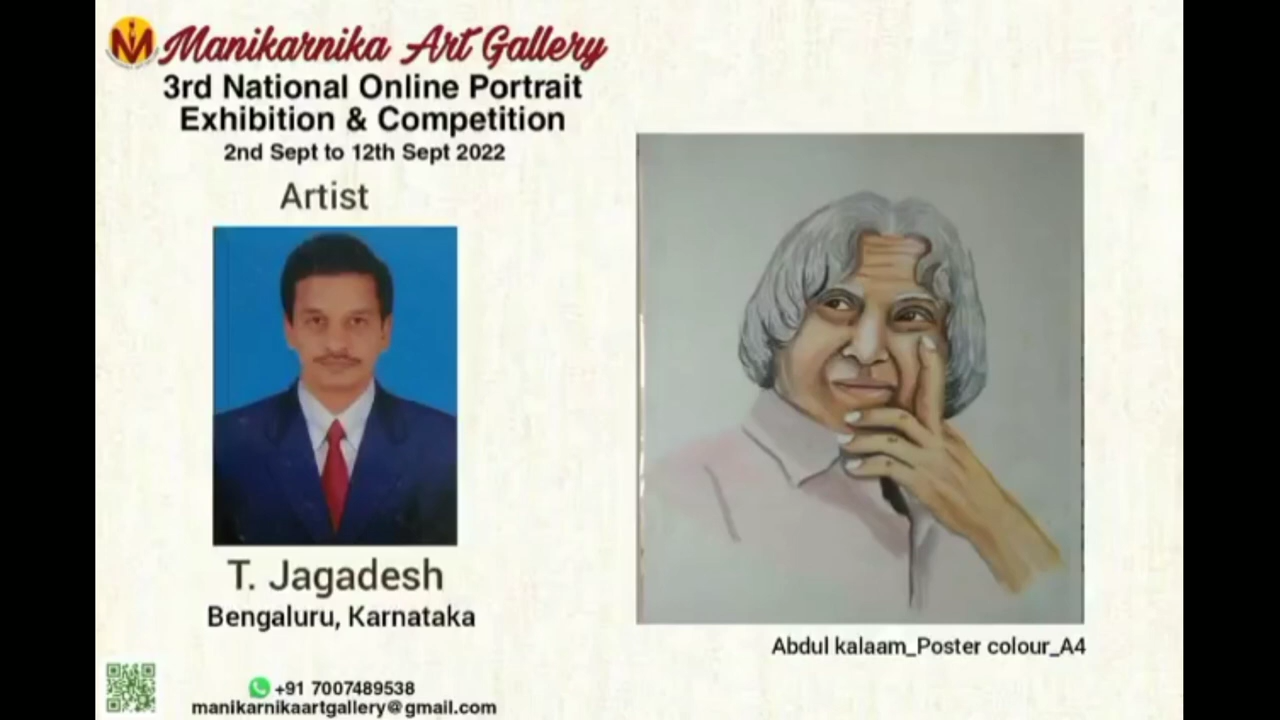 Manikarnika Art Gallery
3rd National Online Portrait
Exhibition & Competition
2nd Sept to 12th Sept 2022
Artist
T. Jagadesh
Bengaluru, Karnataka
Abdul kalaam_Poster colour_A4
+91 7007489538
manikarnikaartgallery@gmail.com